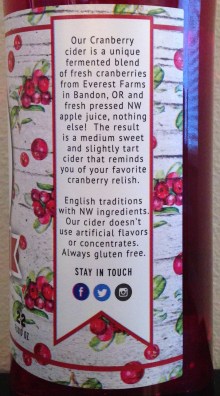 Our Cranberry
cider is a unique
fermented blend
of fresh cranberries
from Everest Farms
in Bandon, OR and
fresh pressed NW
apple juice, nothing
else! The result
is a medium sweet
and slightly tart
cider that reminds
you of your favorite
cranberry relish.
English traditions
with NW ingredients.
Our cider doesn't
use artificial flavors
or concentrates.
Always gluten free.
STAY IN TOUCH